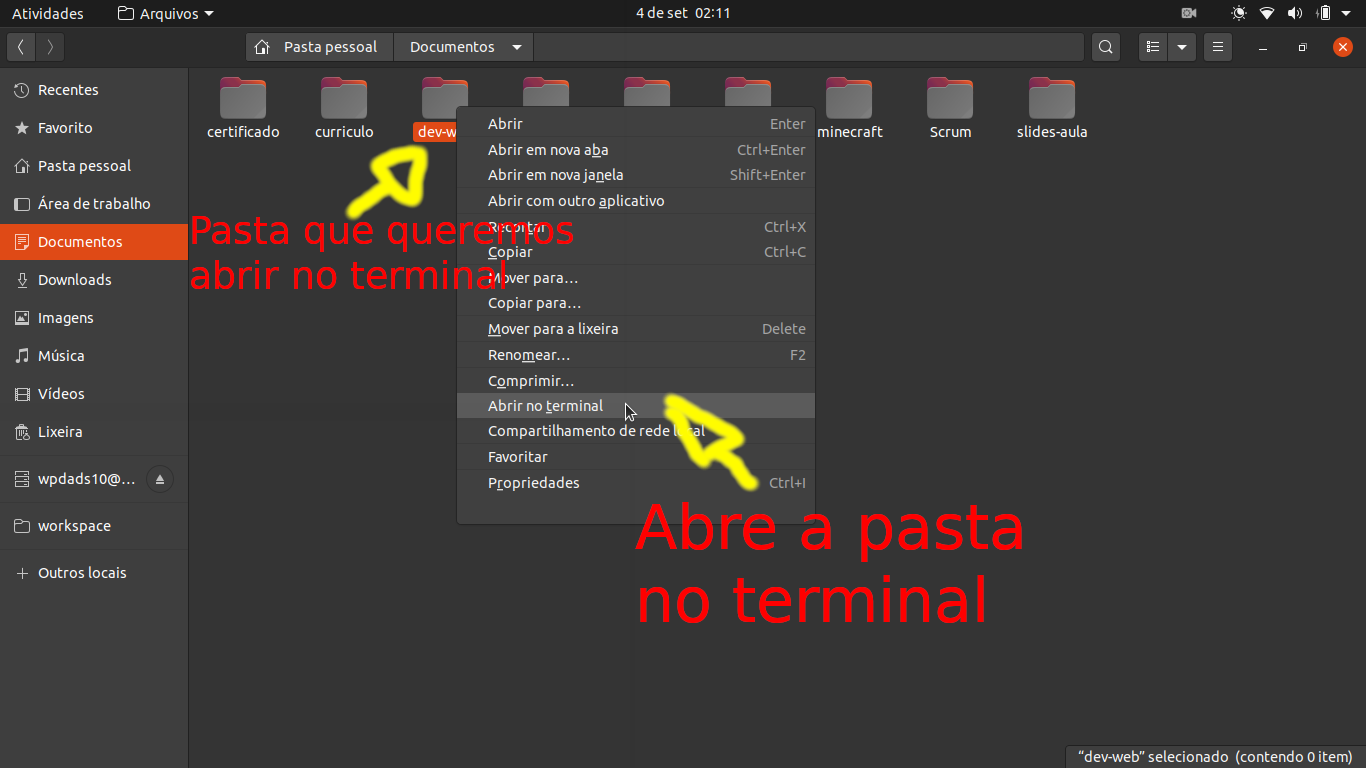 Atividades Arquivos 4 de set 02:11
Pasta pessoal Documentos
Recentes
Favorito
Pasta pessoal
Área de trabalho
Documentos
Downloads
Imagens
Música
Vídeos
Lixeira
wpdads10@...
workspace
Outros locais
certificado curriculo dev-w minecraft Scrum slides-aula
Abrir Enter
Abrir em nova aba Ctrl+Enter
Abrir em nova janela Shift+Enter
Abrir com outro aplicativo
Recortar Ctrl+X
Copiar Ctrl+C
Mover para...
Copiar para...
Mover para a lixeira Delete
Renomear... F2
Comprimir...
Abrir no terminal
Compartilhamento de rede local
Favoritar
Propriedades Ctrl+I
Pasta que queremos
abrir no terminal
Abre a pasta
no terminal
“dev-web” selecionado (contendo 0 item)